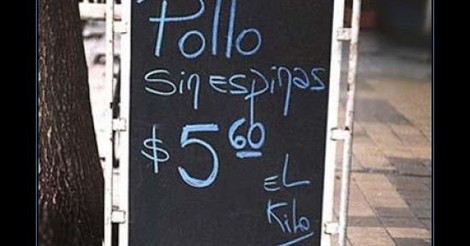 Pollo
Sin espinas
$ 5 60
EL
Kilo